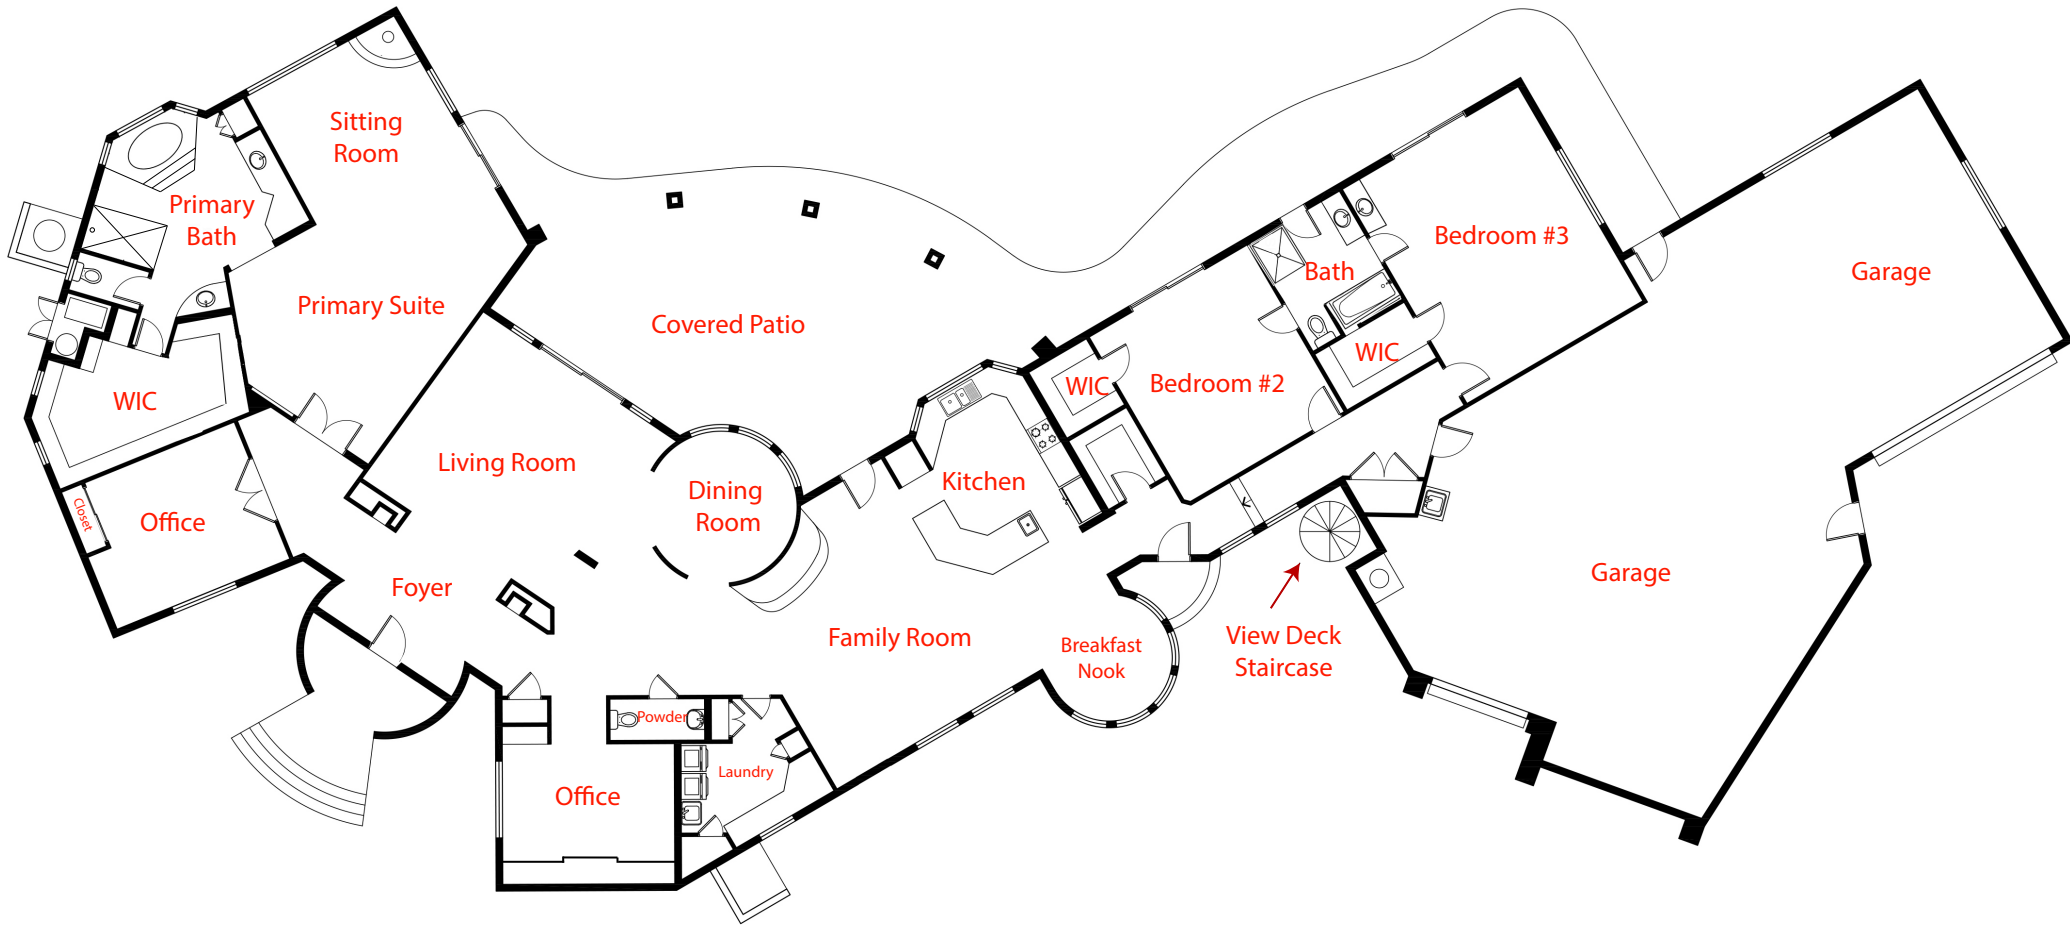 Sitting
Room
Primary
Bath
Primary Suite
WIC
Closet
Office
Living Room
Foyer
Covered Patio
Dining
Room
Kitchen
Family Room
Breakfast
Nook
Powder
Laundry
Office
WIC
Bedroom #2
Bath
WIC
Bedroom #3
View Deck
Staircase
Garage
Garage